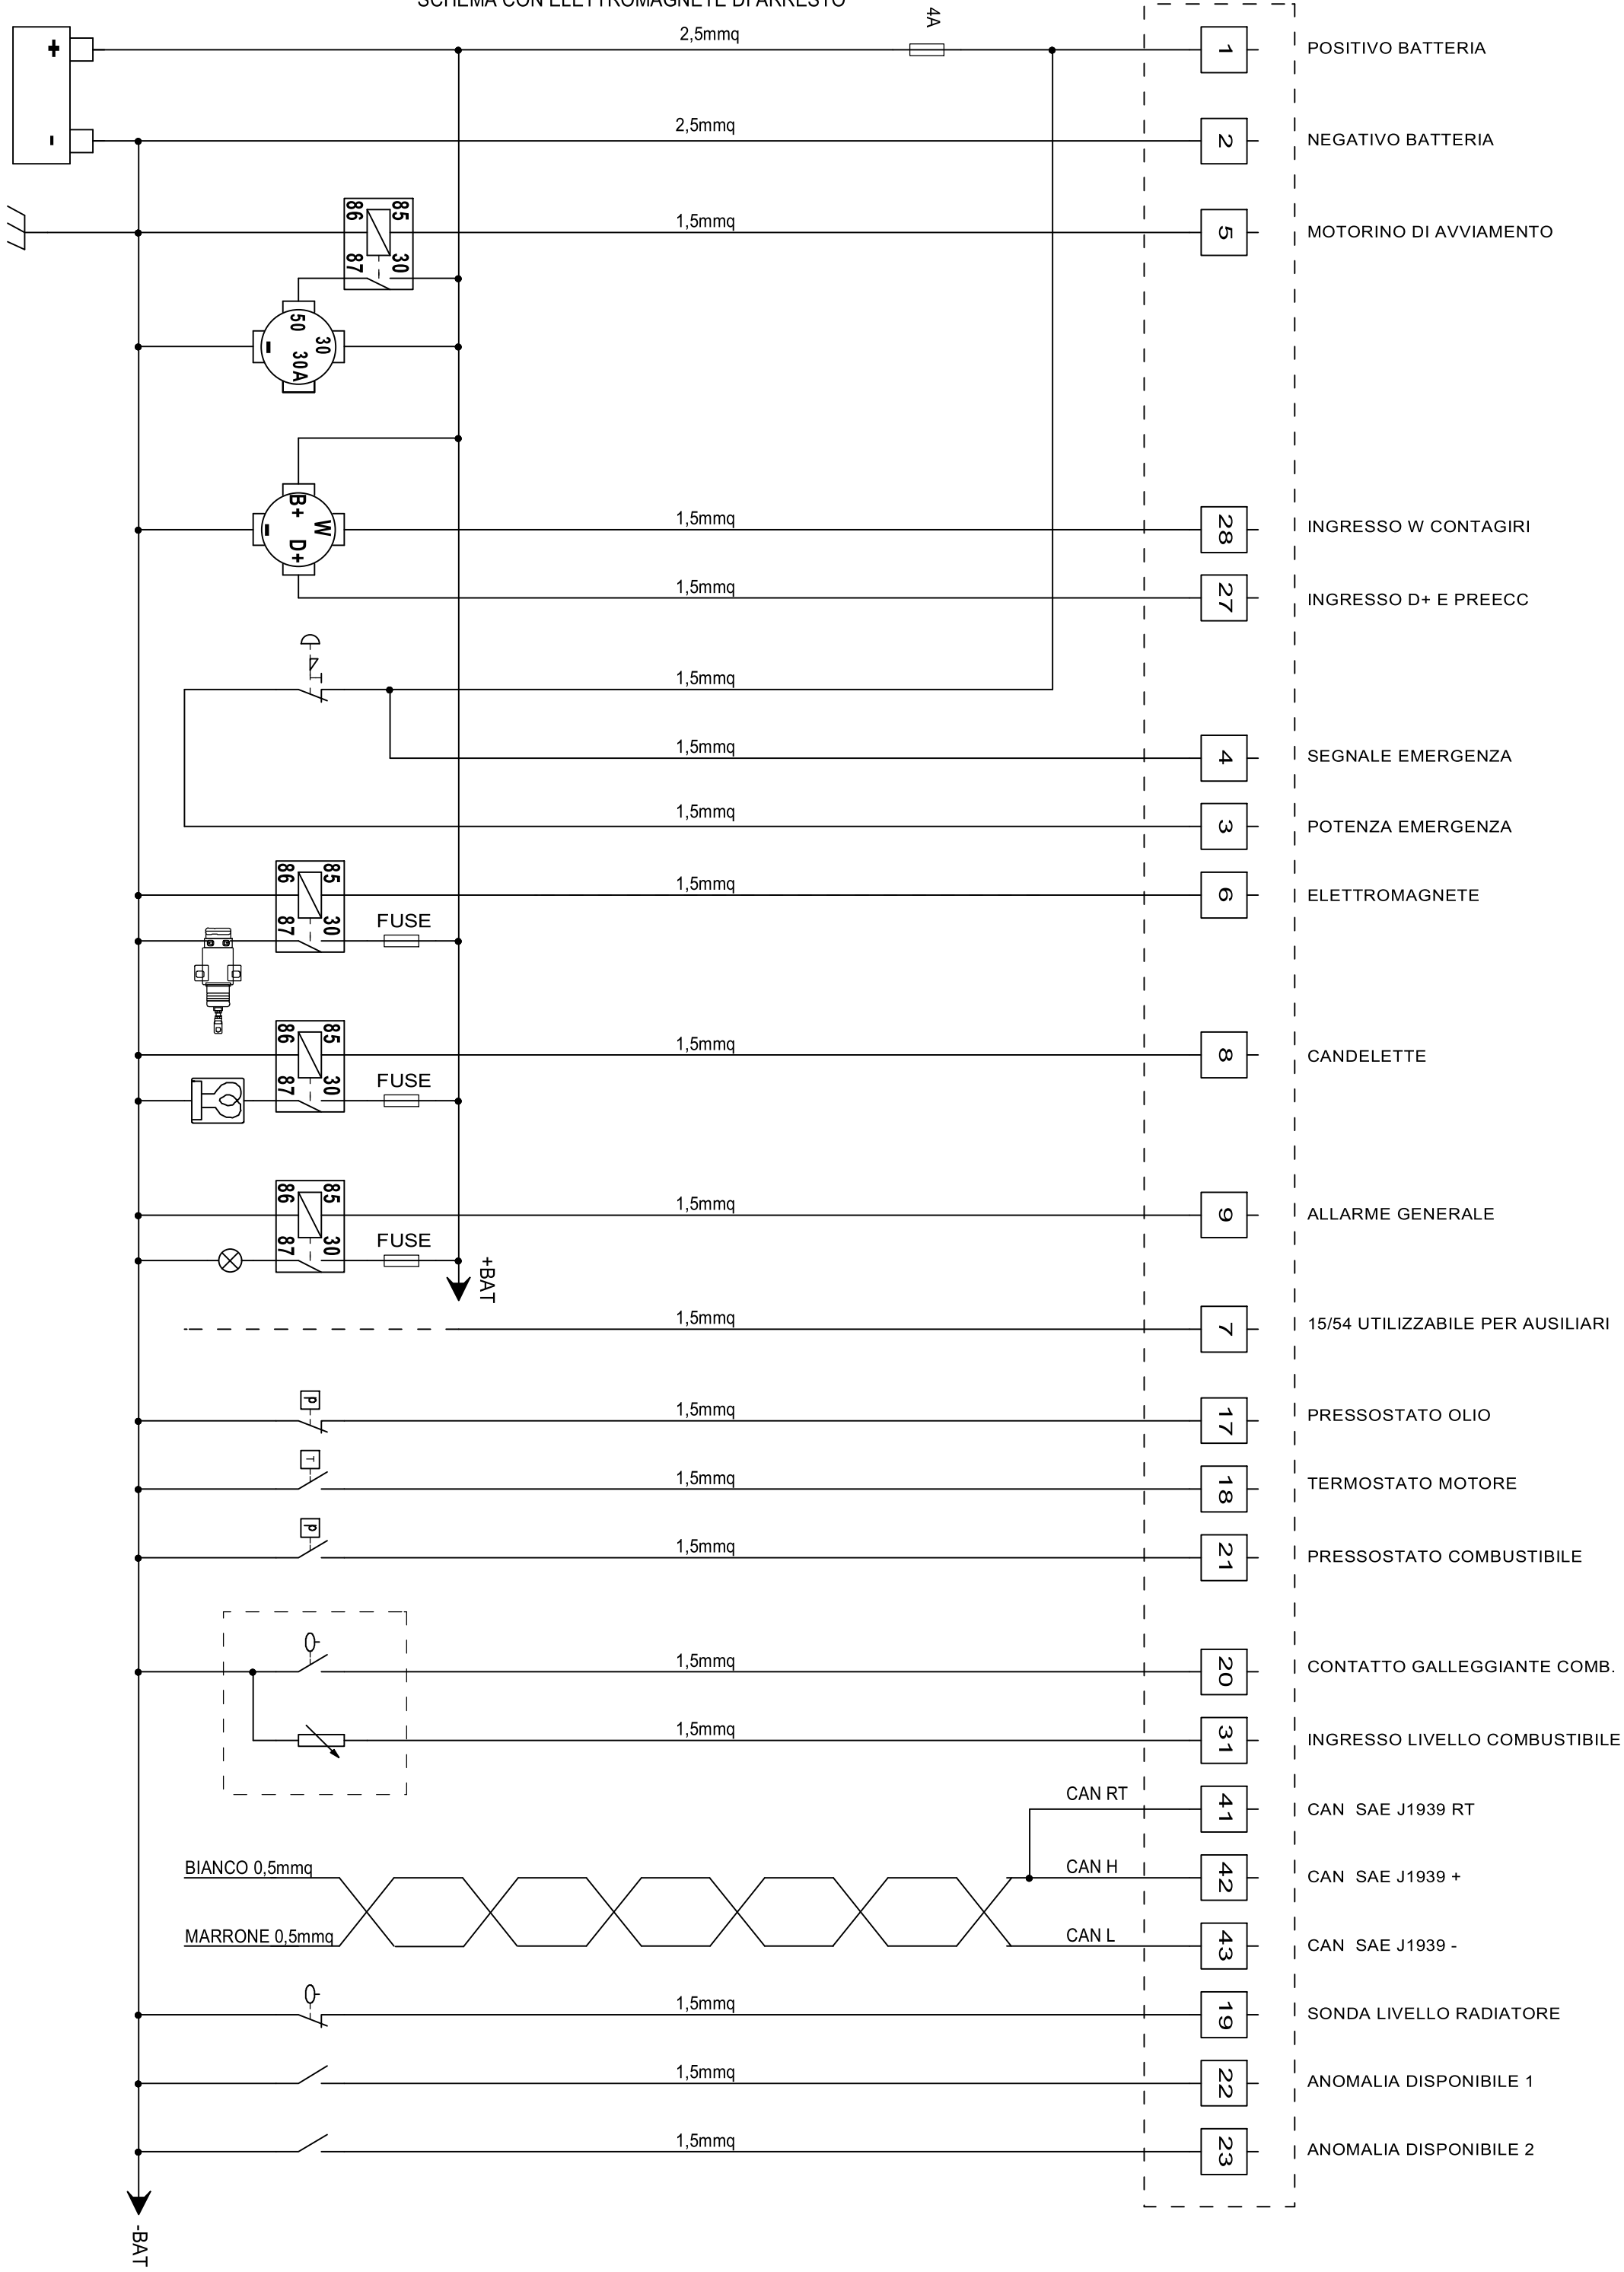 SCHEMA CON ELETTROMAGNETE DI ARRESTO
+ 2,5mmq 4A 1 POSITIVO BATTERIA
- 2,5mmq 2 NEGATIVO BATTERIA
86 85 1,5mmq 5 MOTORINO DI AVVIAMENTO
87 30
50 30 30A -
B+ W D+ - 1,5mmq 28 INGRESSO W CONTAGIRI
1,5mmq 27 INGRESSO D+ E PREECC
1,5mmq
1,5mmq 4 SEGNALE EMERGENZA
1,5mmq 3 POTENZA EMERGENZA
86 85 1,5mmq 6 ELETTROMAGNETE
87 30 FUSE
86 85 1,5mmq 8 CANDELETTE
87 30 FUSE
86 85 1,5mmq 9 ALLARME GENERALE
87 30 FUSE
+BAT
1,5mmq 7 15/54 UTILIZZABILE PER AUSILIARI
P 1,5mmq 17 PRESSOSTATO OLIO
T 1,5mmq 18 TERMOSTATO MOTORE
P 1,5mmq 21 PRESSOSTATO COMBUSTIBILE
1,5mmq 20 CONTATTO GALLEGGIANTE COMB.
1,5mmq 31 INGRESSO LIVELLO COMBUSTIBILE
CAN RT 41 CAN SAE J1939 RT
BIANCO 0,5mmq CAN H 42 CAN SAE J1939 +
MARRONE 0,5mmq CAN L 43 CAN SAE J1939 -
1,5mmq 19 SONDA LIVELLO RADIATORE
1,5mmq 22 ANOMALIA DISPONIBILE 1
1,5mmq 23 ANOMALIA DISPONIBILE 2
-BAT